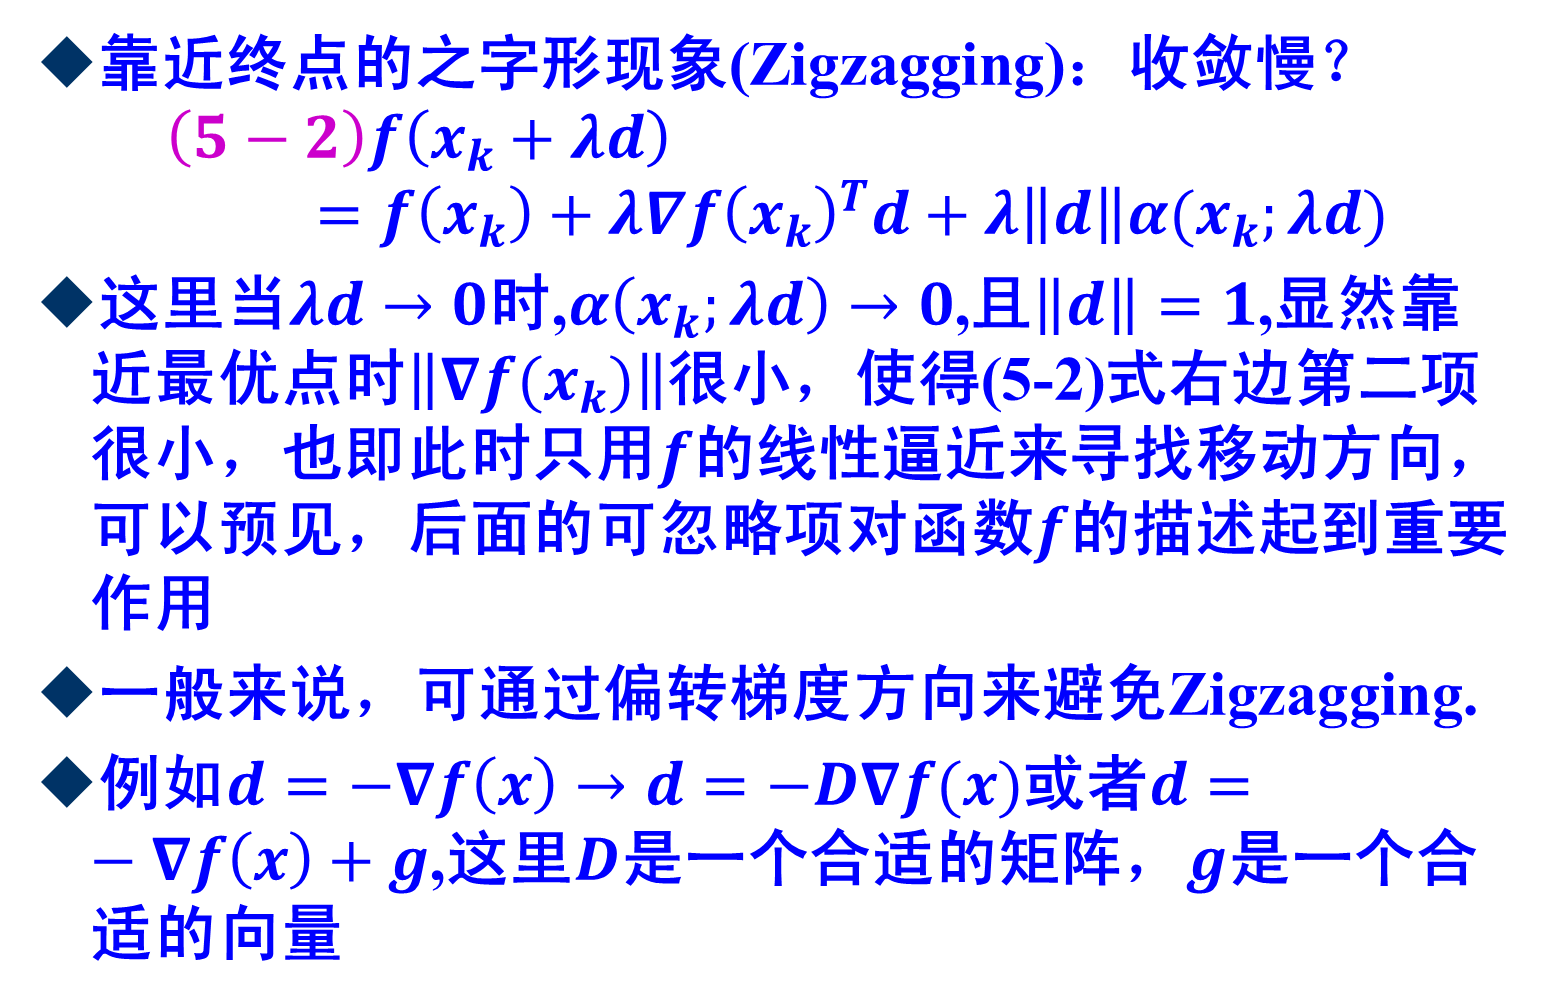 ◆靠近终点的之字形现象(Zigzagging)：收敛慢？
(5 − 2)f(x_k + λd)
= f(x_k) + λ∇f(x_k)^T d + λ‖d‖α(x_k; λd)
◆这里当λd → 0时,α(x_k; λd) → 0,且‖d‖ = 1,显然靠
近最优点时‖∇f(x_k)‖很小，使得(5-2)式右边第二项
很小，也即此时只用f的线性逼近来寻找移动方向，
可以预见，后面的可忽略项对函数f的描述起到重要
作用
◆一般来说，可通过偏转梯度方向来避免Zigzagging.
◆例如d = −∇f(x) → d = −D∇f(x)或者d =
− ∇f(x) + g,这里D是一个合适的矩阵，g是一个合
适的向量